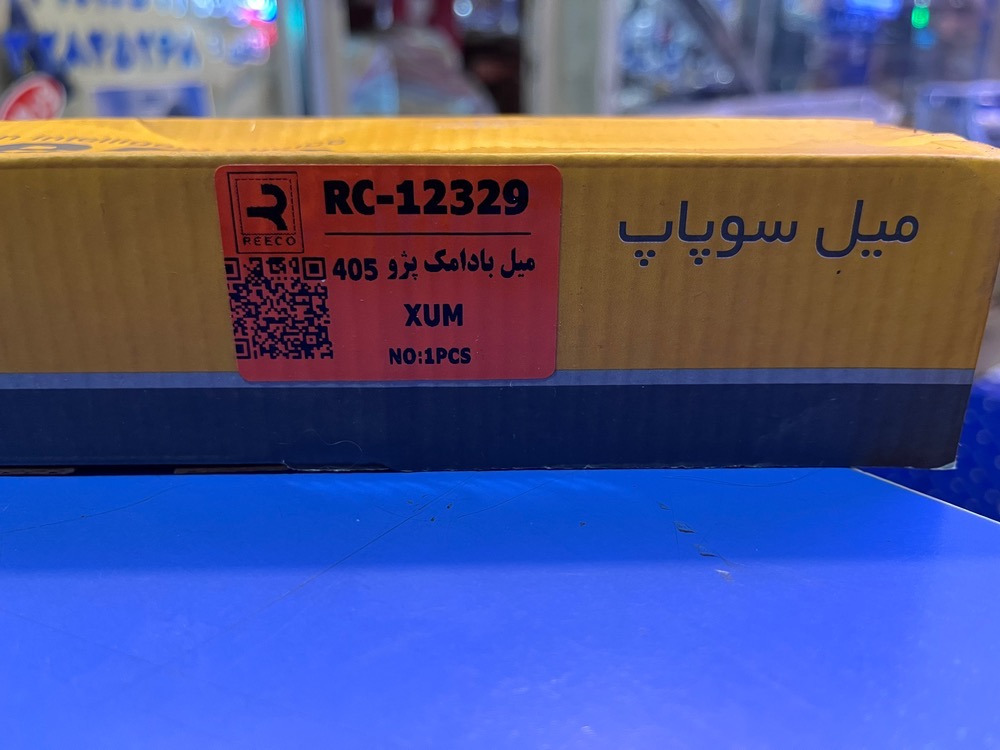 RC-12329
REECO
میل بادامک پژو 405
XUM
NO:1PCS
میل سوپاپ